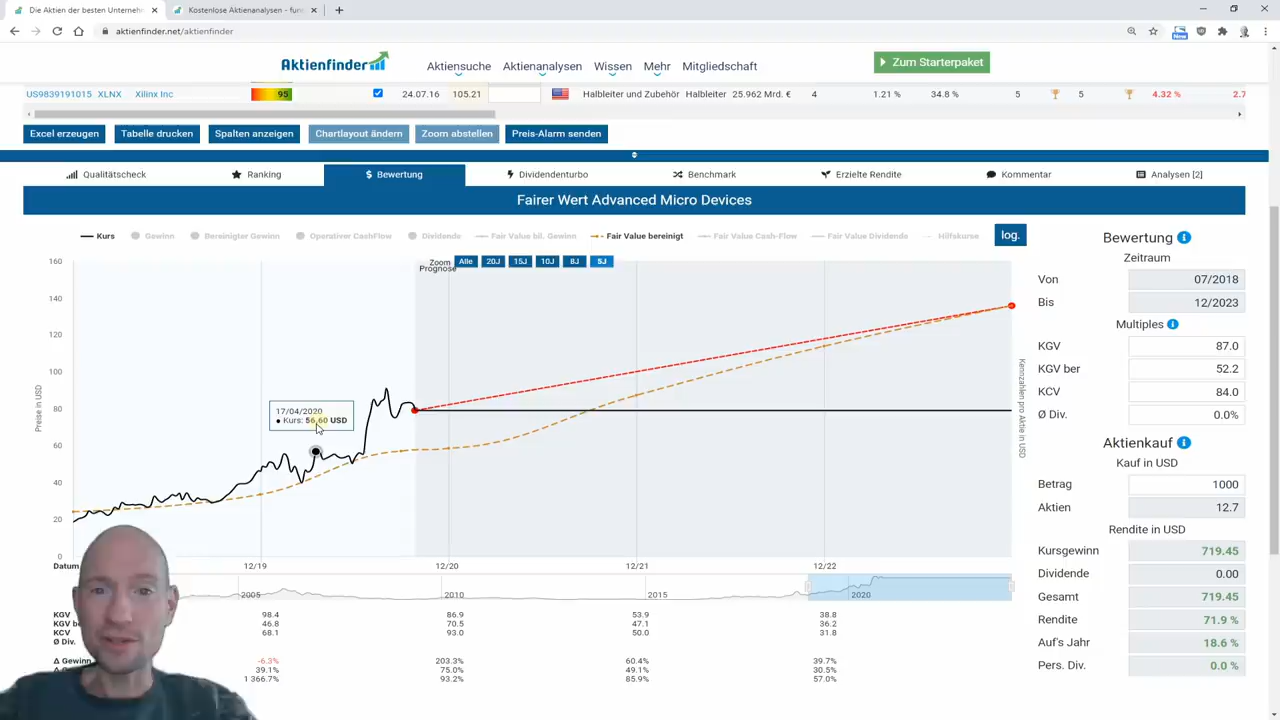 Die Aktien der besten Unternehm
Kostenlose Aktienanalysen - fun
aktienfinder.net/aktienfinder
New
Aktienfinder
Aktiensuche Aktienanalysen Wissen Mehr Mitgliedschaft
Zum Starterpaket
US9839191015 XLNX Xilinx Inc 95 24.07.16 105.21 Halbleiter und Zubehör Halbleiter 25.962 Mrd. € 4 1.21 % 34.8 % 5 5 4.32 % 2.7
Excel erzeugen Tabelle drucken Spalten anzeigen Chartlayout ändern Zoom abstellen Preis-Alarm senden
Qualitätscheck Ranking $ Bewertung Dividendenturbo Benchmark Erzielte Rendite Kommentar Analysen [2]
Fairer Wert Advanced Micro Devices
Kurs Gewinn Bereinigter Gewinn Operativer CashFlow Dividende Fair Value bil. Gewinn Fair Value bereinigt Fair Value Cash-Flow Fair Value Dividende Hilfskurse log.
Zoom Alle 20J 15J 10J 8J 5J
Prognose
160
140
120
100
80
60
40
20
0
Preise in USD
Kennzahlen pro Aktie in USD
17/04/2020
Kurs: 56.60 USD
Datum 12/19 12/20 12/21 12/22
2005 2010 2015 2020
KGV 98.4 86.9 53.9 38.8
KGV be 46.8 70.5 47.1 36.2
KCV 68.1 93.0 50.0 31.8
Ø Div.
Δ Gewinn -6.3% 203.3% 60.4% 39.7%
39.1% 75.0% 49.1% 30.5%
1 366.7% 93.2% 85.9% 57.0%
Bewertung
Zeitraum
Von 07/2018
Bis 12/2023
Multiples
KGV 87.0
KGV ber 52.2
KCV 84.0
Ø Div. 0.0%
Aktienkauf
Kauf in USD
Betrag 1000
Aktien 12.7
Rendite in USD
Kursgewinn 719.45
Dividende 0.00
Gesamt 719.45
Rendite 71.9 %
Auf's Jahr 18.6 %
Pers. Div. 0.0 %